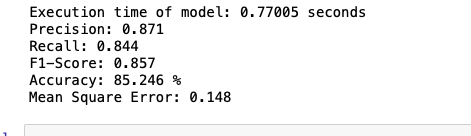 Execution time of model: 0.77005 seconds
Precision: 0.871
Recall: 0.844
F1-Score: 0.857
Accuracy: 85.246 %
Mean Square Error: 0.148